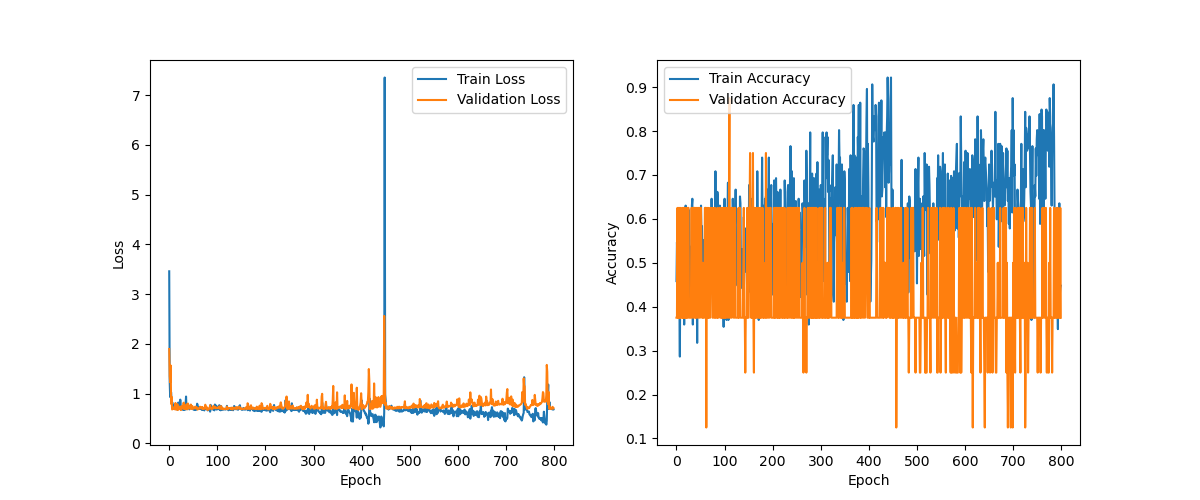 Train Loss
Validation Loss
7
6
5
4
3
2
1
0
Loss
0 100 200 300 400 500 600 700 800
Epoch
Train Accuracy
Validation Accuracy
0.9
0.8
0.7
0.6
0.5
0.4
0.3
0.2
0.1
Accuracy
0 100 200 300 400 500 600 700 800
Epoch